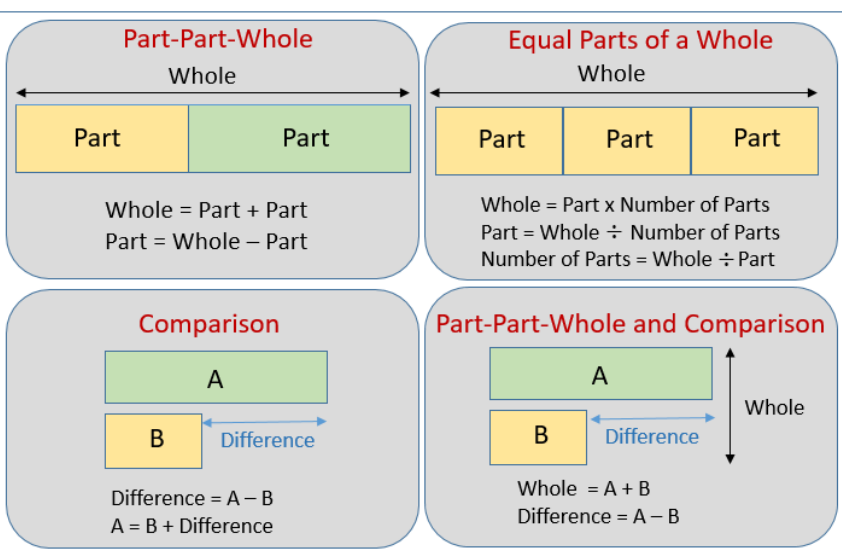 Part-Part-Whole
Whole
Part Part
Whole = Part + Part
Part = Whole – Part
Equal Parts of a Whole
Whole
Part Part Part
Whole = Part x Number of Parts
Part = Whole ÷ Number of Parts
Number of Parts = Whole ÷ Part
Comparison
A
B Difference
Difference = A – B
A = B + Difference
Part-Part-Whole and Comparison
A
Whole
B Difference
Whole = A + B
Difference = A – B